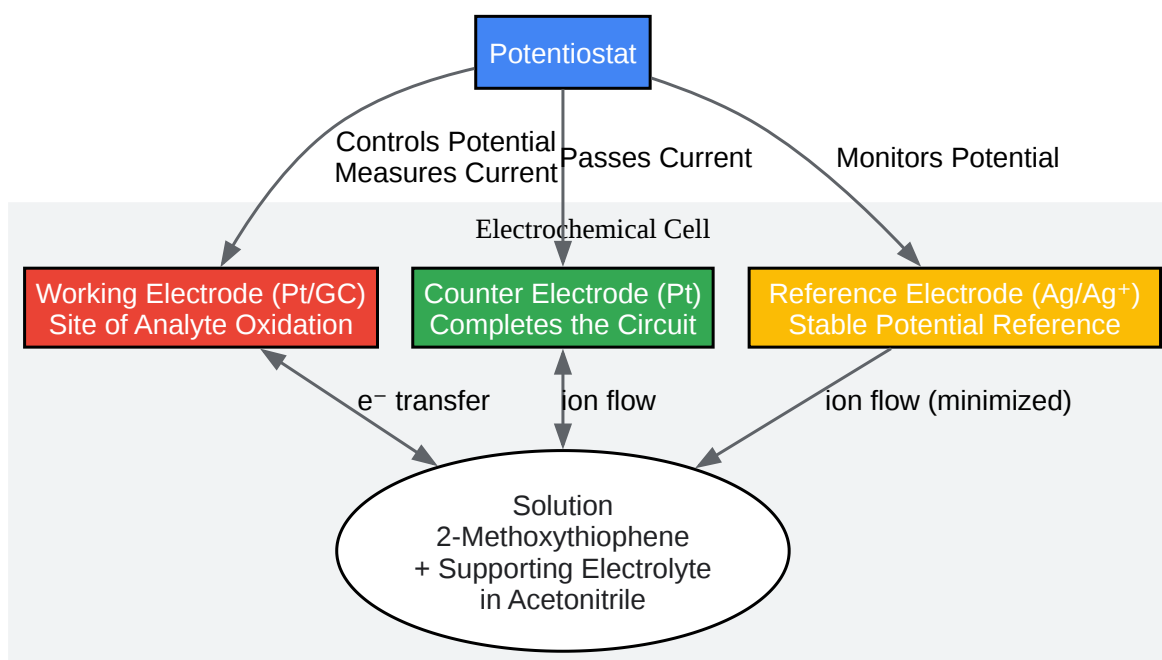 Potentiostat
Controls Potential
Measures Current
Passes Current
Monitors Potential
Electrochemical Cell
Working Electrode (Pt/GC)
Site of Analyte Oxidation
Counter Electrode (Pt)
Completes the Circuit
Reference Electrode (Ag/Ag⁺)
Stable Potential Reference
e⁻ transfer
ion flow
ion flow (minimized)
Solution
2-Methoxythiophene
+ Supporting Electrolyte
in Acetonitrile